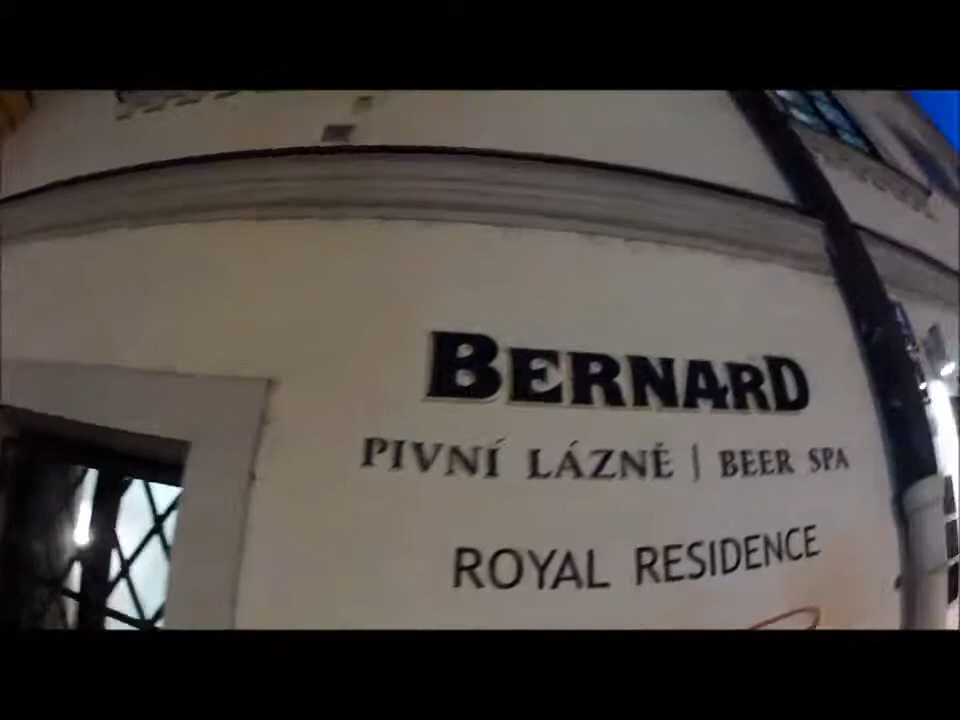 BERNARD
PIVNÍ LÁZNĚ | BEER SPA
ROYAL RESIDENCE